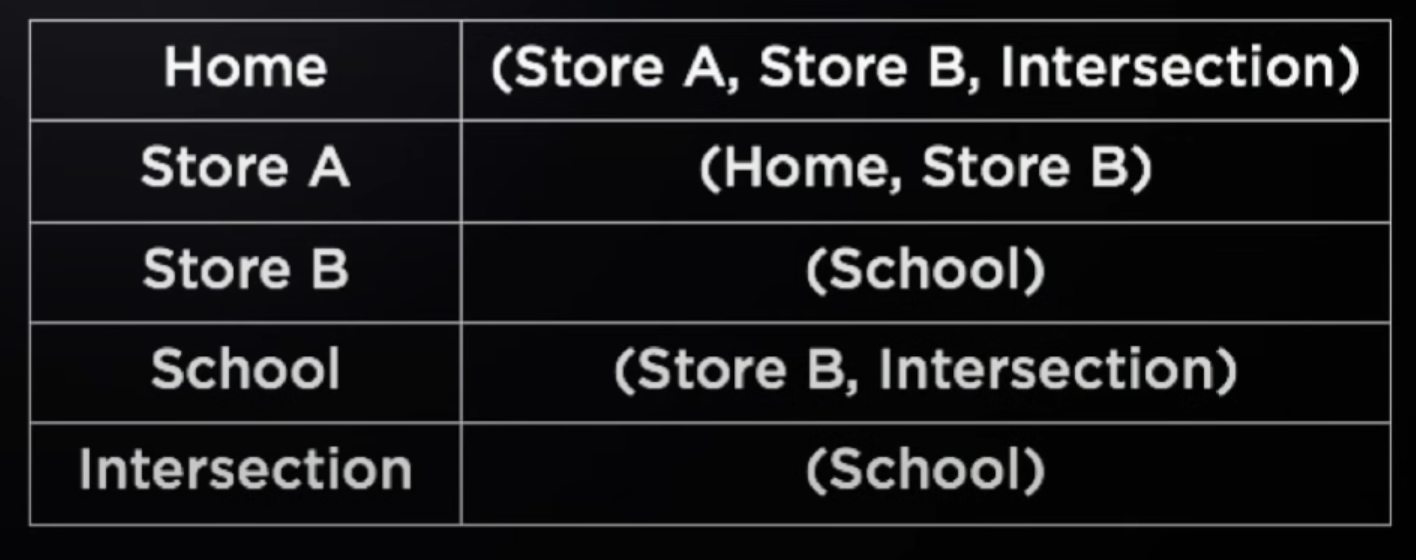 Home (Store A, Store B, Intersection)
Store A (Home, Store B)
Store B (School)
School (Store B, Intersection)
Intersection (School)